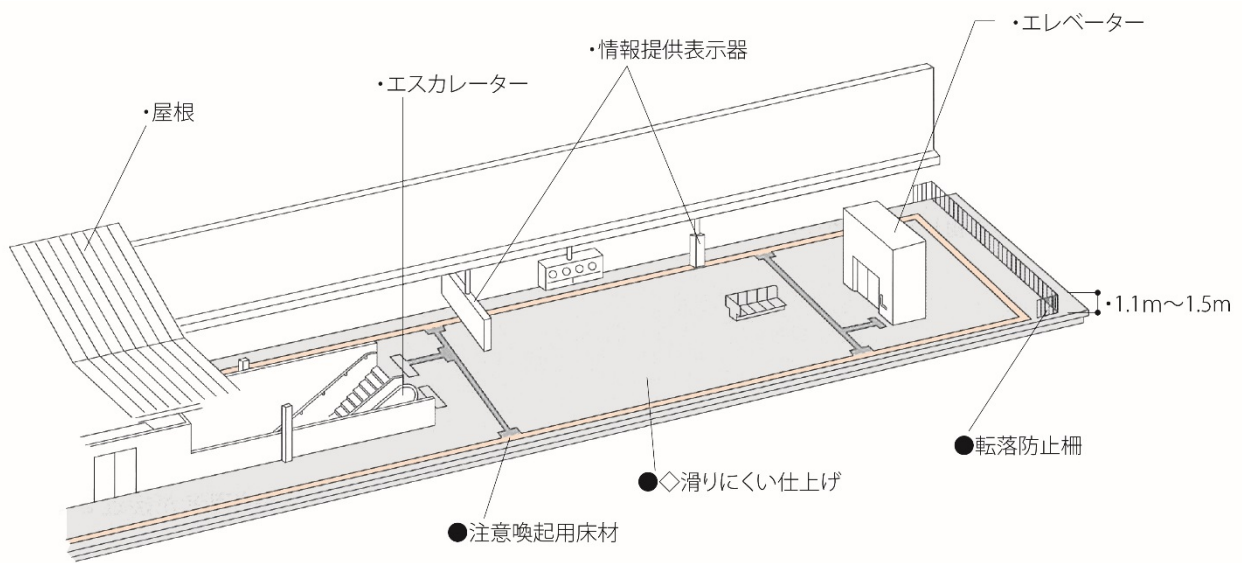 ・エレベーター
・情報提供表示器
・エスカレーター
・屋根
・1.1m〜1.5m
●転落防止柵
●◇滑りにくい仕上げ
●注意喚起用床材